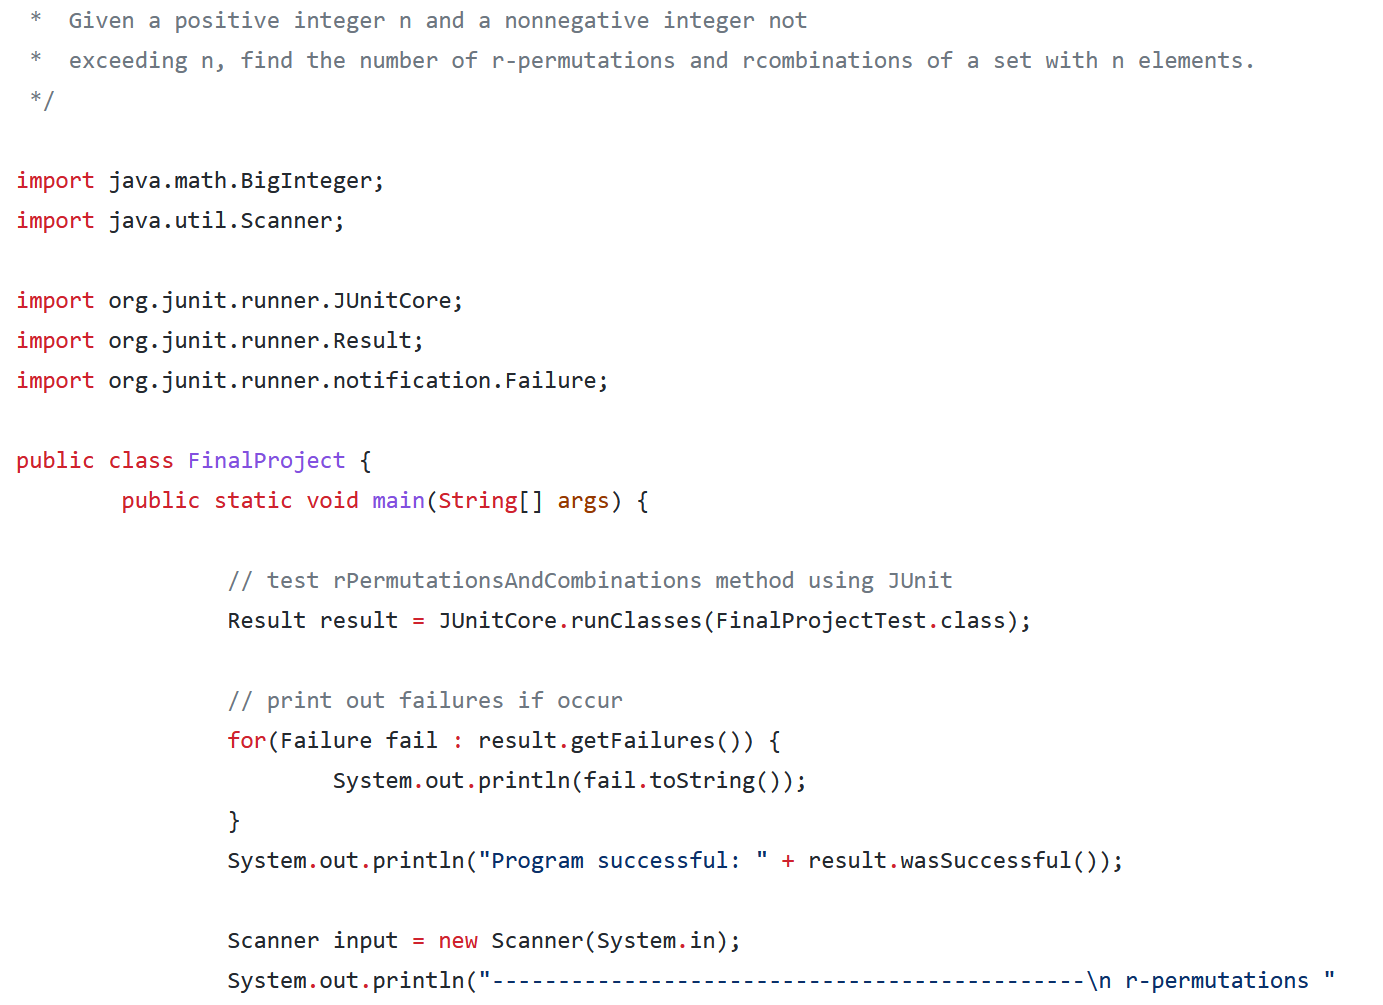 *  Given a positive integer n and a nonnegative integer not
*  exceeding n, find the number of r-permutations and rcombinations of a set with n elements.
*/
import java.math.BigInteger;
import java.util.Scanner;
import org.junit.runner.JUnitCore;
import org.junit.runner.Result;
import org.junit.runner.notification.Failure;
public class FinalProject {
public static void main(String[] args) {
// test rPermutationsAndCombinations method using JUnit
Result result = JUnitCore.runClasses(FinalProjectTest.class);
// print out failures if occur
for(Failure fail : result.getFailures()) {
System.out.println(fail.toString());
}
System.out.println("Program successful: " + result.wasSuccessful());
Scanner input = new Scanner(System.in);
System.out.println("---------------------------------------------\n r-permutations "